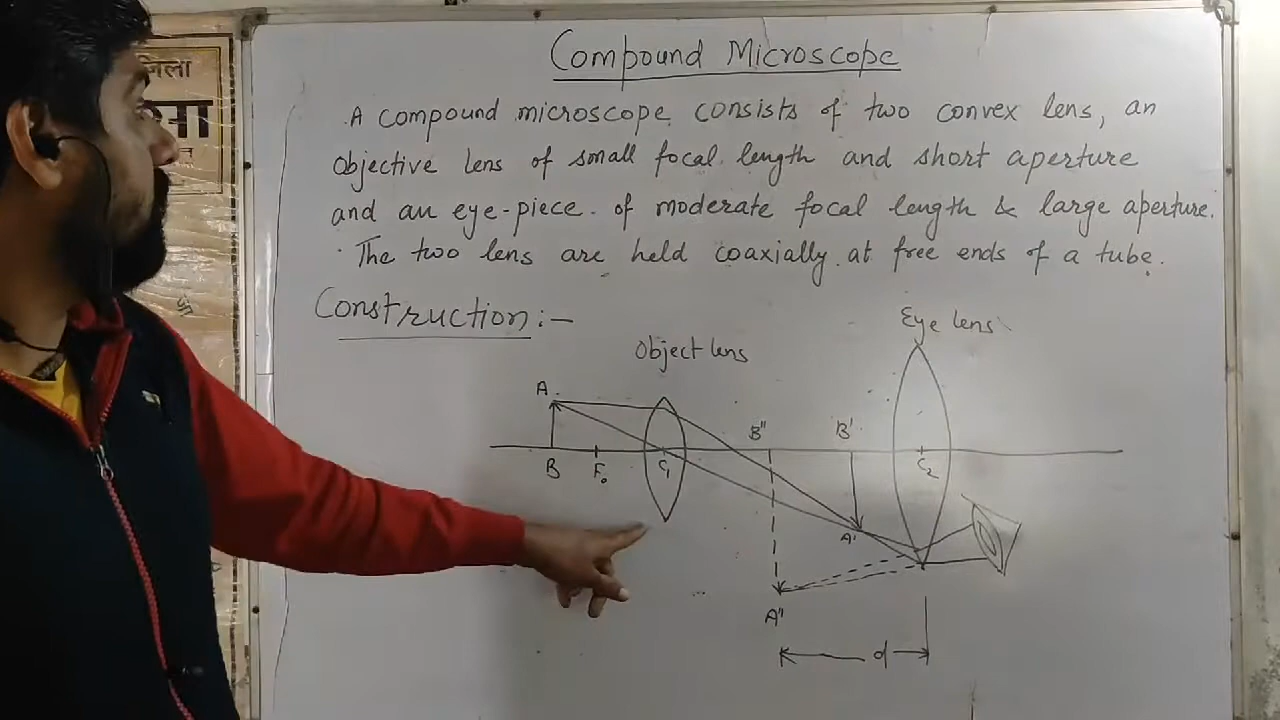 जिला
Compound Microscope
A compound microscope consists of two convex lens, an
objective lens of small focal length and short aperture
and an eye-piece. of moderate focal length & large aperture.
The two lens are held coaxially at free ends of a tube.
Construction:-
Eye lens
Object lens
A
B" B'
B F₀ C₁ C₂
A'
A"
d